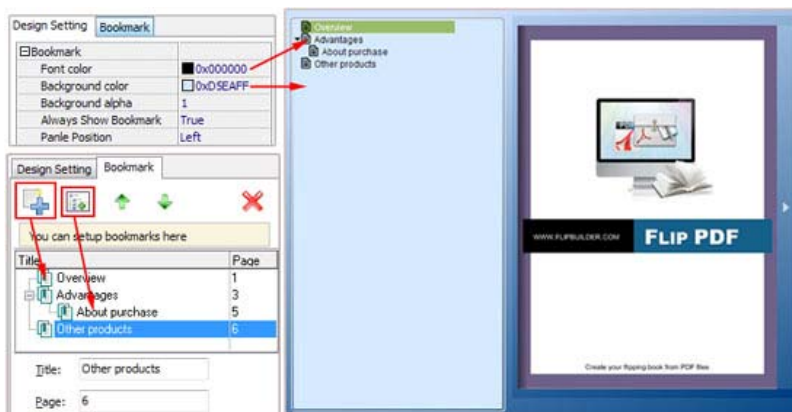 Design Setting Bookmark
Bookmark
Font color 0x000000
Background color 0xD5EAFF
Background alpha 1
Always Show Bookmark True
Panle Position Left
Design Setting Bookmark
You can setup bookmarks here
Title Page
Overview 1
Advantages 3
About purchase 5
Other products 6
Title: Other products
Page: 6
Overview
Advantages
About purchase
Other products
WWW.FLIPBUILDER.COM FLIP PDF
Create your flipping book from PDF files